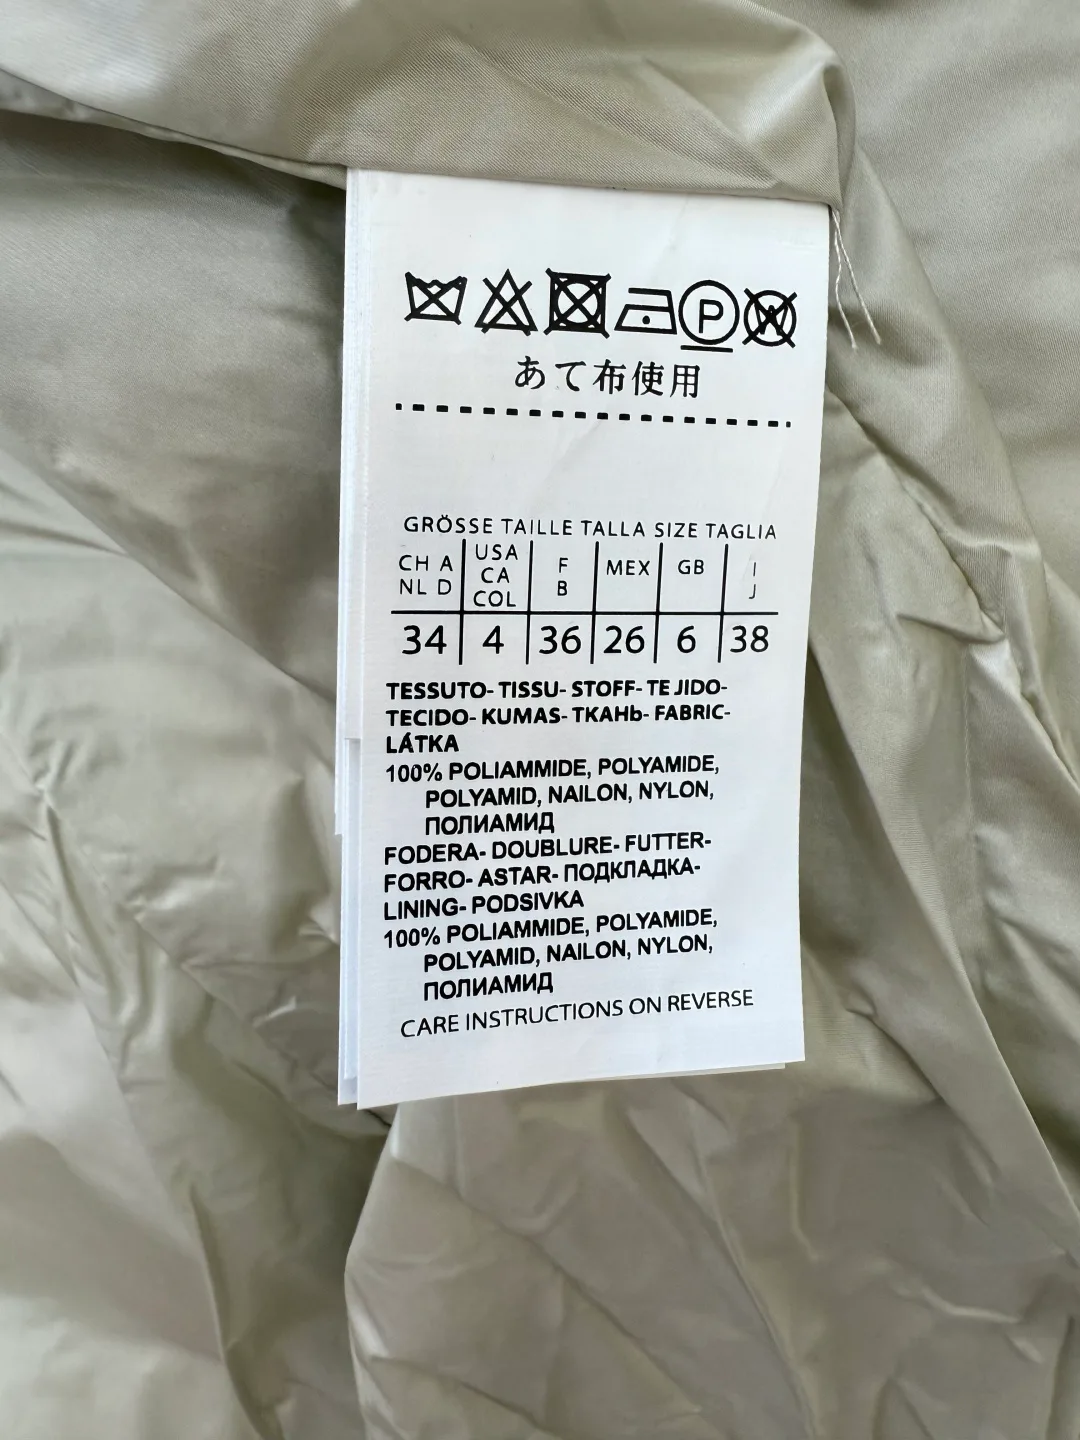 P W
あて布使用
GRÖSSE TAILLE TALLA SIZE TAGLIA
CH A USA F MEX GB I
NL D CA B J
COL
34 4 36 26 6 38
TESSUTO- TISSU- STOFF- TEJIDO-
TECIDO- KUMAS- ТКАНЬ- FABRIC-
LÁTKA
100% POLIAMMIDE, POLYAMIDE,
POLYAMID, NAILON, NYLON,
ПОЛИАМИД
FODERA- DOUBLURE- FUTTER-
FORRO- ASTAR- ПОДКЛАДКА-
LINING- PODSIVKA
100% POLIAMMIDE, POLYAMIDE,
POLYAMID, NAILON, NYLON,
ПОЛИАМИД
CARE INSTRUCTIONS ON REVERSE